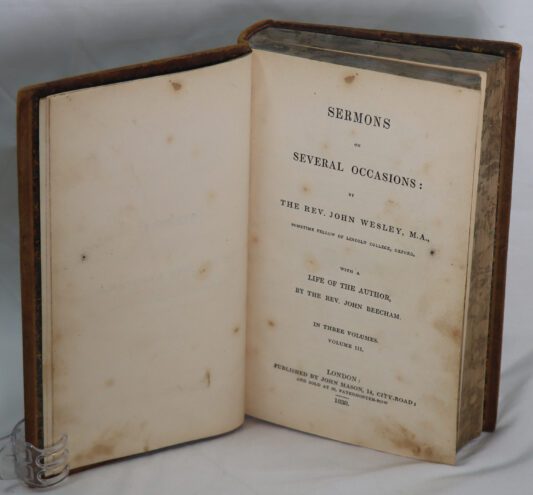 SERMONS
ON
SEVERAL OCCASIONS:
BY
THE REV. JOHN WESLEY, M.A.,
SOMETIME FELLOW OF LINCOLN COLLEGE, OXFORD.
WITH A
LIFE OF THE AUTHOR,
BY THE REV. JOHN BEECHAM.
IN THREE VOLUMES.
VOLUME III.
LONDON:
PUBLISHED BY JOHN MASON, 14, CITY-ROAD;
AND SOLD AT 66, PATERNOSTER-ROW